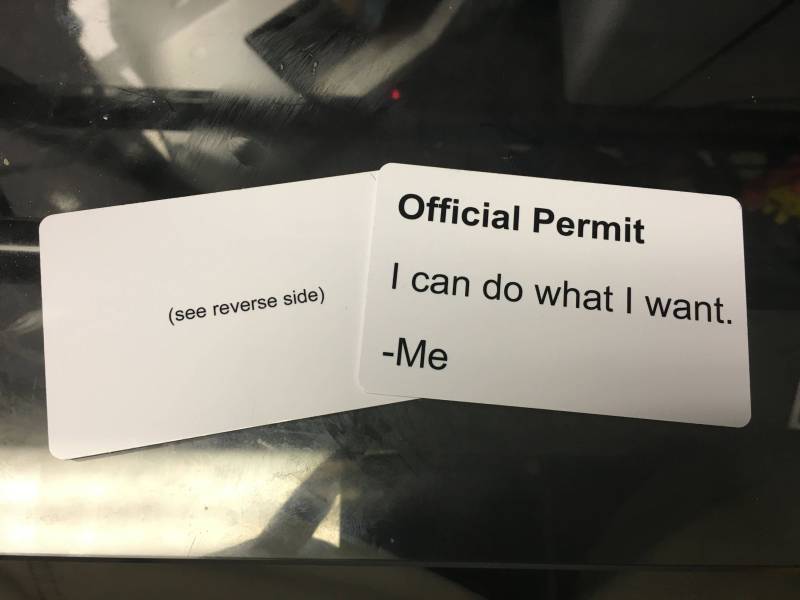 (see reverse side)
Official Permit
I can do what I want.
-Me